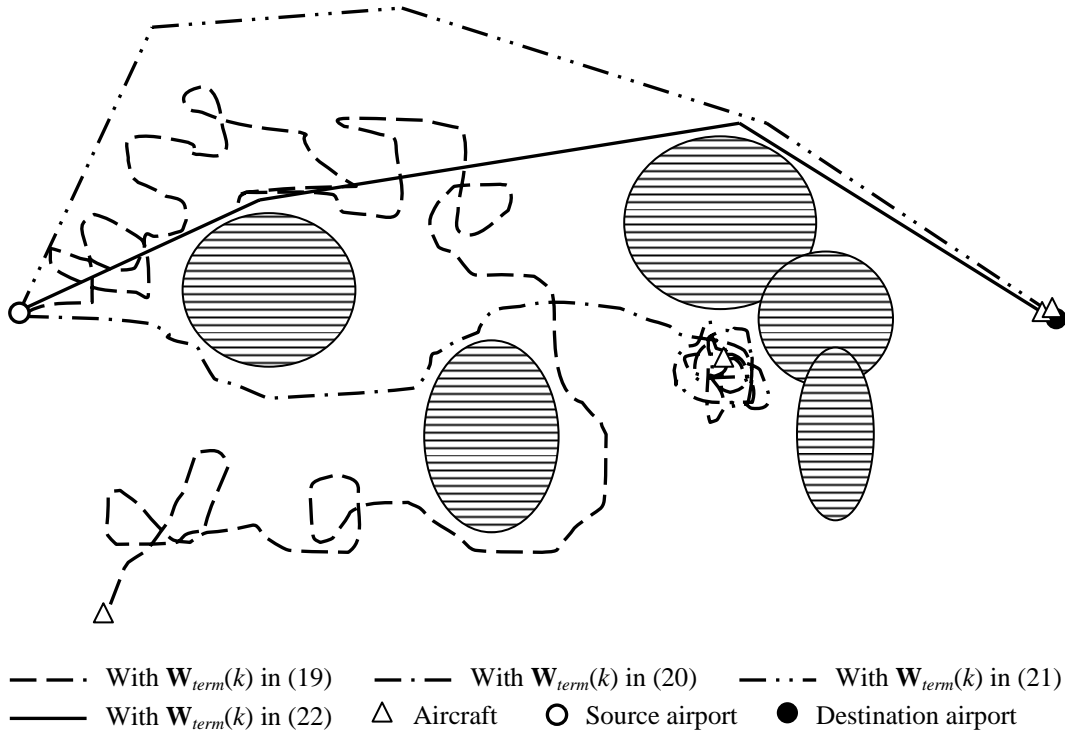 With W_term(k) in (19) With W_term(k) in (20) With W_term(k) in (21)
With W_term(k) in (22) Aircraft Source airport Destination airport